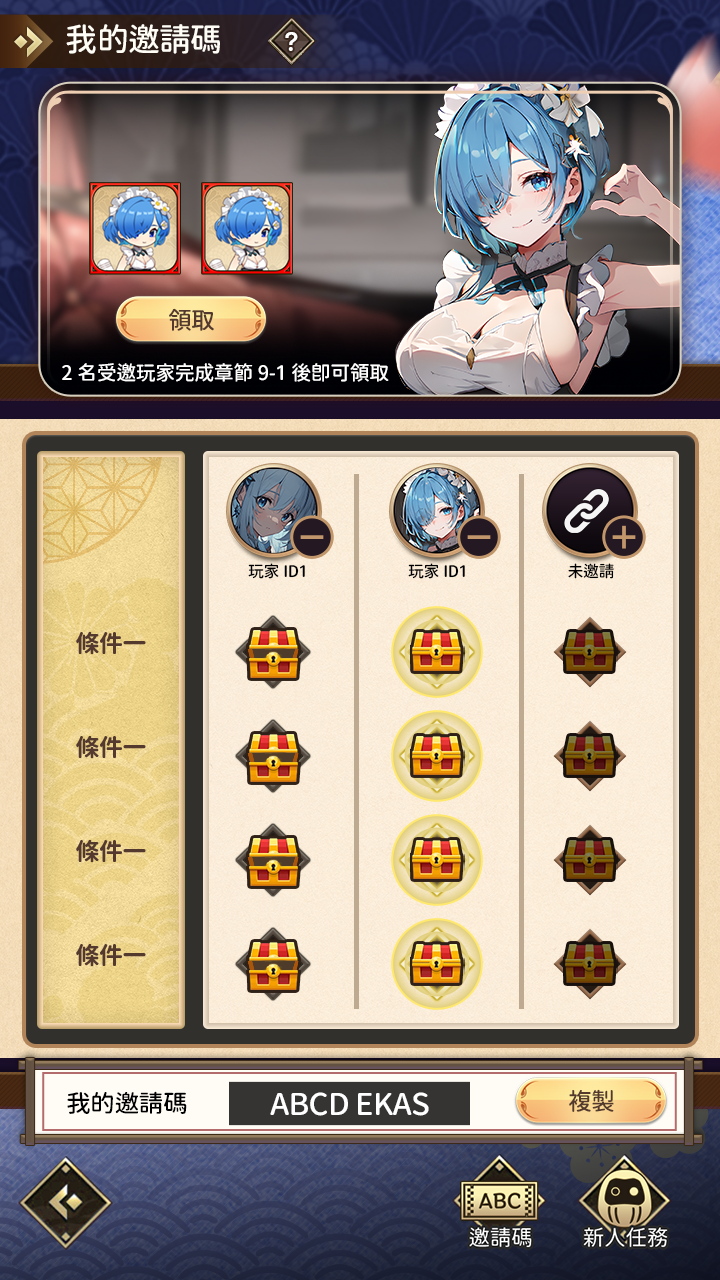 我的邀請碼
?
領取
2 名受邀玩家完成章節 9-1 後即可領取
玩家 ID1
玩家 ID1
未邀請
條件一
條件一
條件一
條件一
我的邀請碼
ABCD EKAS
複製
ABC
邀請碼
新人任務